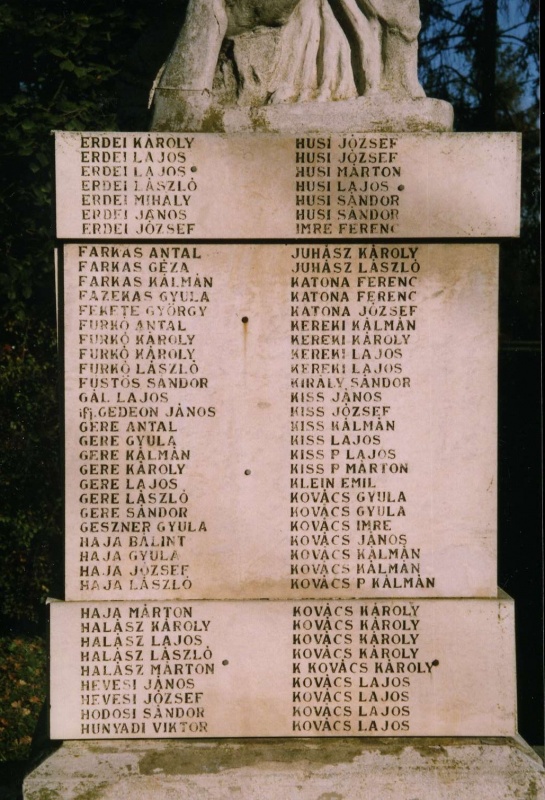 ERDEI KÁROLY
ERDEI LAJOS
ERDEI LAJOS
ERDEI LÁSZLÓ
ERDEI MIHÁLY
ERDEI JÁNOS
ERDEI JÓZSEF
FARKAS ANTAL
FARKAS GÉZA
FARKAS KÁLMÁN
FAZEKAS GYULA
FEKETE GYÖRGY
FURKÓ ANTAL
FURKÓ KÁROLY
FURKÓ KÁROLY
FURKÓ LÁSZLÓ
FÜSTÖS SÁNDOR
GÁL LAJOS
ifj. GEDEON JÁNOS
GERE ANTAL
GERE GYULA
GERE KÁLMÁN
GERE KÁROLY
GERE LAJOS
GERE LÁSZLÓ
GERE SÁNDOR
GESZNER GYULA
HAJA BÁLINT
HAJA GYULA
HAJA JÓZSEF
HAJA LÁSZLÓ
HAJA MÁRTON
HALÁSZ KÁROLY
HALÁSZ LAJOS
HALÁSZ LÁSZLÓ
HALÁSZ MÁRTON
HEVESI JÁNOS
HEVESI JÓZSEF
HODOSI SÁNDOR
HUNYADI VIKTOR
HUSI JÓZSEF
HUSI JÓZSEF
HUSI MÁRTON
HUSI LAJOS
HUSI SÁNDOR
HUSI SÁNDOR
IMRE FERENC
JUHÁSZ KÁROLY
JUHÁSZ LÁSZLÓ
KATONA FERENC
KATONA FERENC
KATONA JÓZSEF
KEREKI KÁLMÁN
KEREKI KÁROLY
KEREKI LAJOS
KEREKI LAJOS
KIRÁLY SÁNDOR
KISS JÁNOS
KISS JÓZSEF
KISS KÁLMÁN
KISS LAJOS
KISS P LAJOS
KISS P MÁRTON
KLEIN EMIL
KOVÁCS GYULA
KOVÁCS GYULA
KOVÁCS IMRE
KOVÁCS JÁNOS
KOVÁCS KÁLMÁN
KOVÁCS KÁLMÁN
KOVÁCS P KÁLMÁN
KOVÁCS KÁROLY
KOVÁCS KÁROLY
KOVÁCS KÁROLY
KOVÁCS KÁROLY
K KOVÁCS KÁROLY
KOVÁCS LAJOS
KOVÁCS LAJOS
KOVÁCS LAJOS
KOVÁCS LAJOS